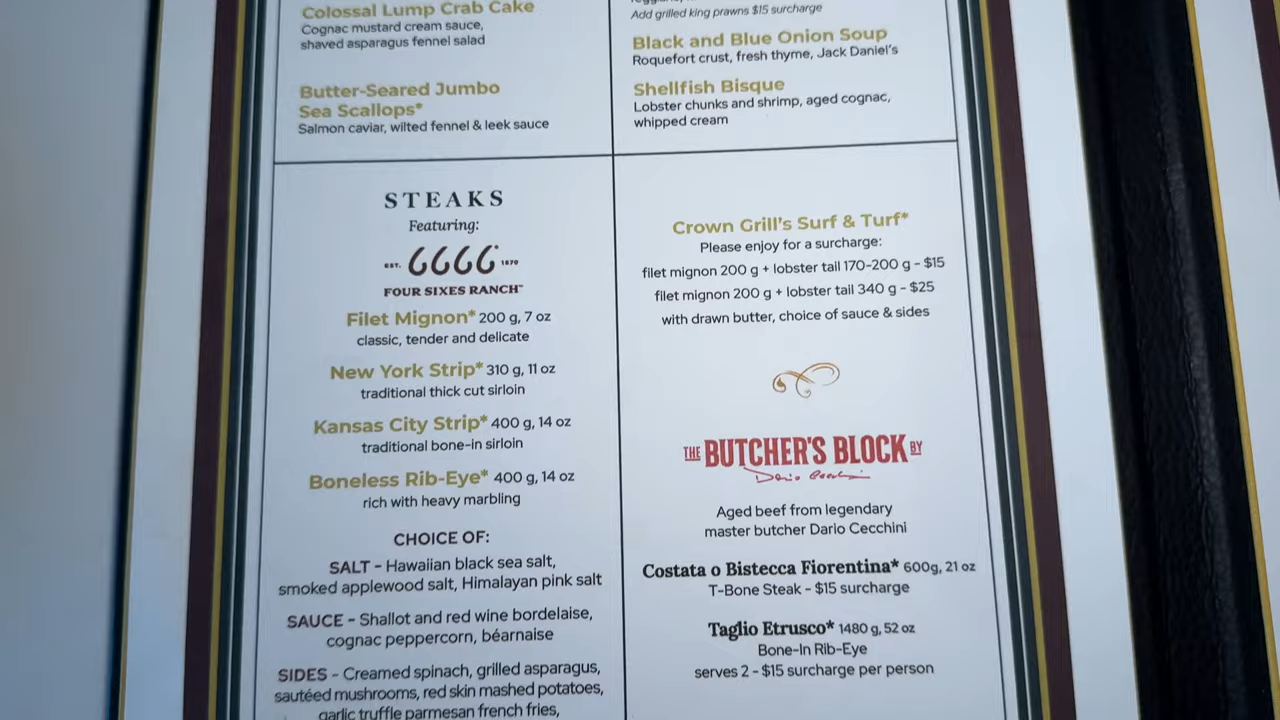 Colossal Lump Crab Cake
Cognac mustard cream sauce,
shaved asparagus fennel salad
Butter-Seared Jumbo
Sea Scallops*
Salmon caviar, wilted fennel & leek sauce
Add grilled king prawns $15 surcharge
Black and Blue Onion Soup
Roquefort crust, fresh thyme, Jack Daniel's
Shellfish Bisque
Lobster chunks and shrimp, aged cognac,
whipped cream
STEAKS
Featuring:
EST. 6666 1870
FOUR SIXES RANCH™
Filet Mignon* 200 g, 7 oz
classic, tender and delicate
New York Strip* 310 g, 11 oz
traditional thick cut sirloin
Kansas City Strip* 400 g, 14 oz
traditional bone-in sirloin
Boneless Rib-Eye* 400 g, 14 oz
rich with heavy marbling
CHOICE OF:
SALT – Hawaiian black sea salt,
smoked applewood salt, Himalayan pink salt
SAUCE – Shallot and red wine bordelaise,
cognac peppercorn, béarnaise
SIDES – Creamed spinach, grilled asparagus,
sautéed mushrooms, red skin mashed potatoes,
garlic truffle parmesan french fries,
Crown Grill's Surf & Turf*
Please enjoy for a surcharge:
filet mignon 200 g + lobster tail 170-200 g - $15
filet mignon 200 g + lobster tail 340 g - $25
with drawn butter, choice of sauce & sides
THE BUTCHER'S BLOCK BY
Dario Cecchini
Aged beef from legendary
master butcher Dario Cecchini
Costata o Bistecca Fiorentina* 600g, 21 oz
T-Bone Steak - $15 surcharge
Taglio Etrusco* 1480 g, 52 oz
Bone-In Rib-Eye
serves 2 - $15 surcharge per person